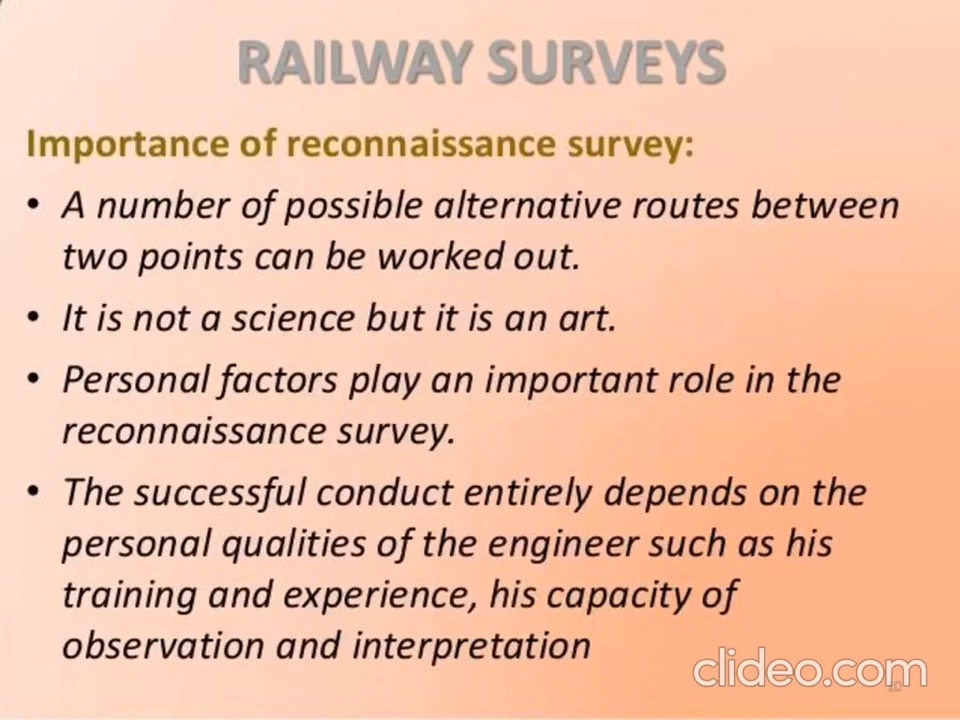 RAILWAY SURVEYS
Importance of reconnaissance survey:
• A number of possible alternative routes between
two points can be worked out.
• It is not a science but it is an art.
• Personal factors play an important role in the
reconnaissance survey.
• The successful conduct entirely depends on the
personal qualities of the engineer such as his
training and experience, his capacity of
observation and interpretation
clideo.com
10